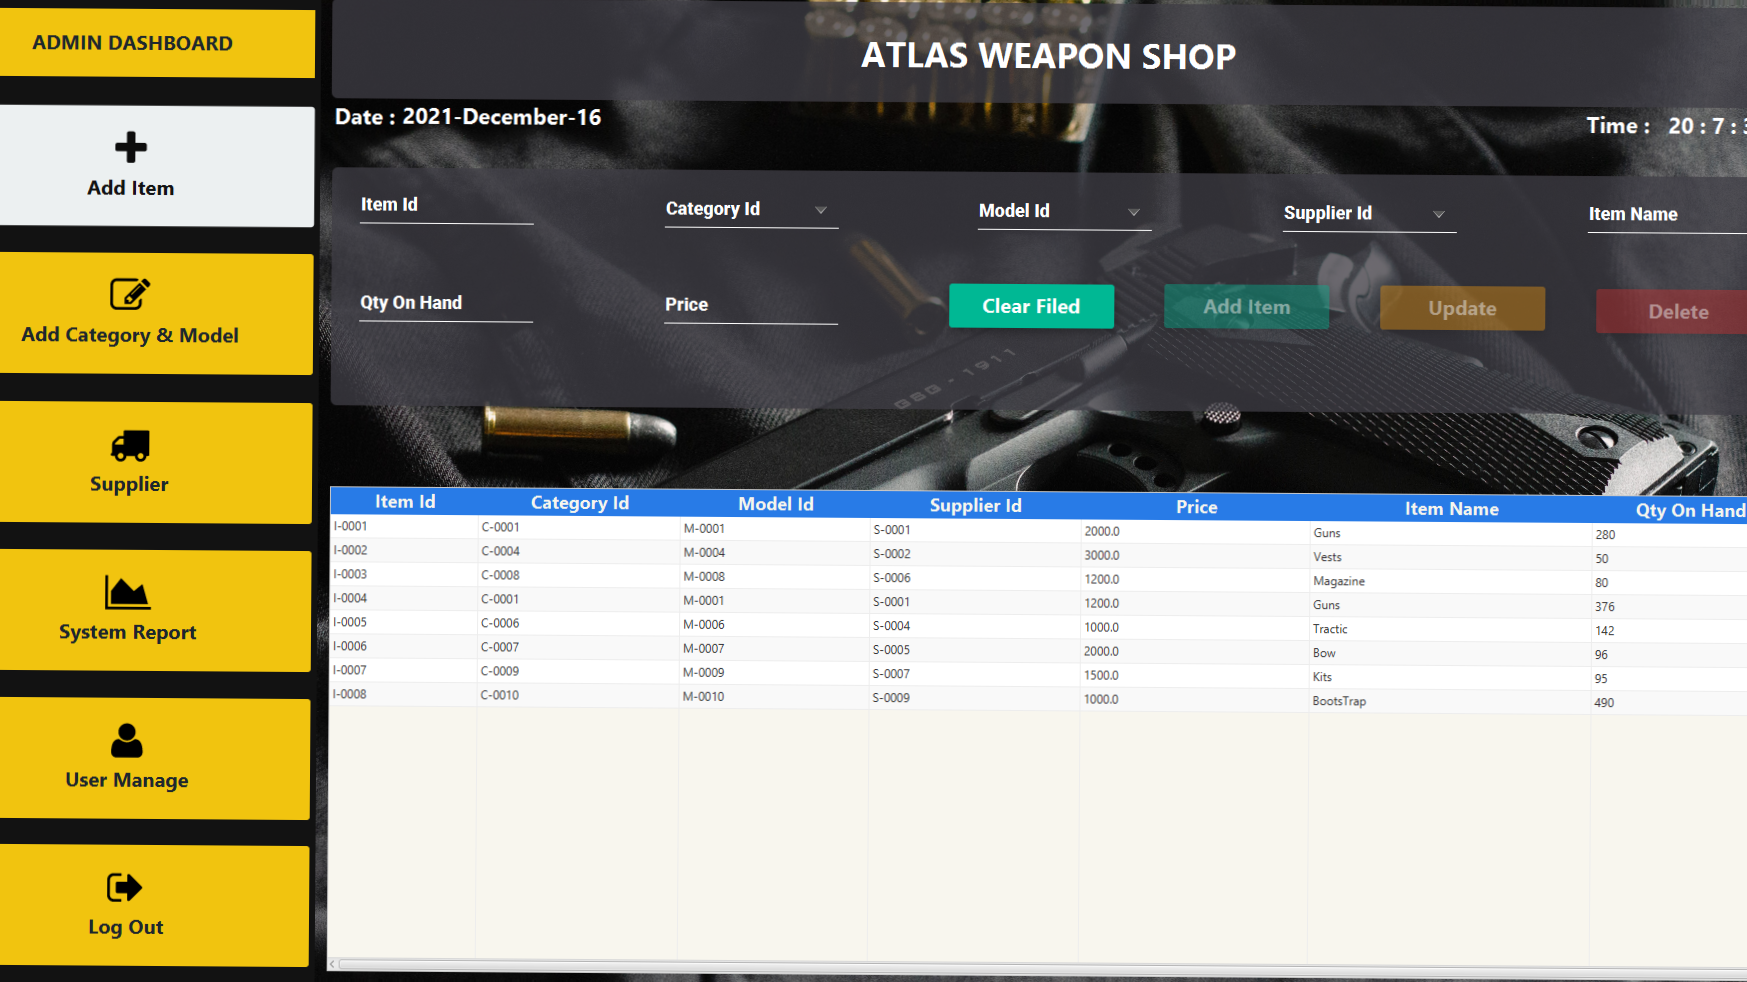 ADMIN DASHBOARD
ATLAS WEAPON SHOP
Date : 2021-December-16
Time : 20 : 7 :
Add Item
Add Category & Model
Supplier
System Report
User Manage
Log Out
Item Id Category Id Model Id Supplier Id Item Name
Qty On Hand Price Clear Filed Add Item Update Delete
GSG - 1911
Item Id Category Id Model Id Supplier Id Price Item Name Qty On Hand
I-0001 C-0001 M-0001 S-0001 2000.0 Guns 280
I-0002 C-0004 M-0004 S-0002 3000.0 Vests 50
I-0003 C-0008 M-0008 S-0006 1200.0 Magazine 80
I-0004 C-0001 M-0001 S-0001 1200.0 Guns 376
I-0005 C-0006 M-0006 S-0004 1000.0 Tractic 142
I-0006 C-0007 M-0007 S-0005 2000.0 Bow 96
I-0007 C-0009 M-0009 S-0007 1500.0 Kits 95
I-0008 C-0010 M-0010 S-0009 1000.0 BootsTrap 490